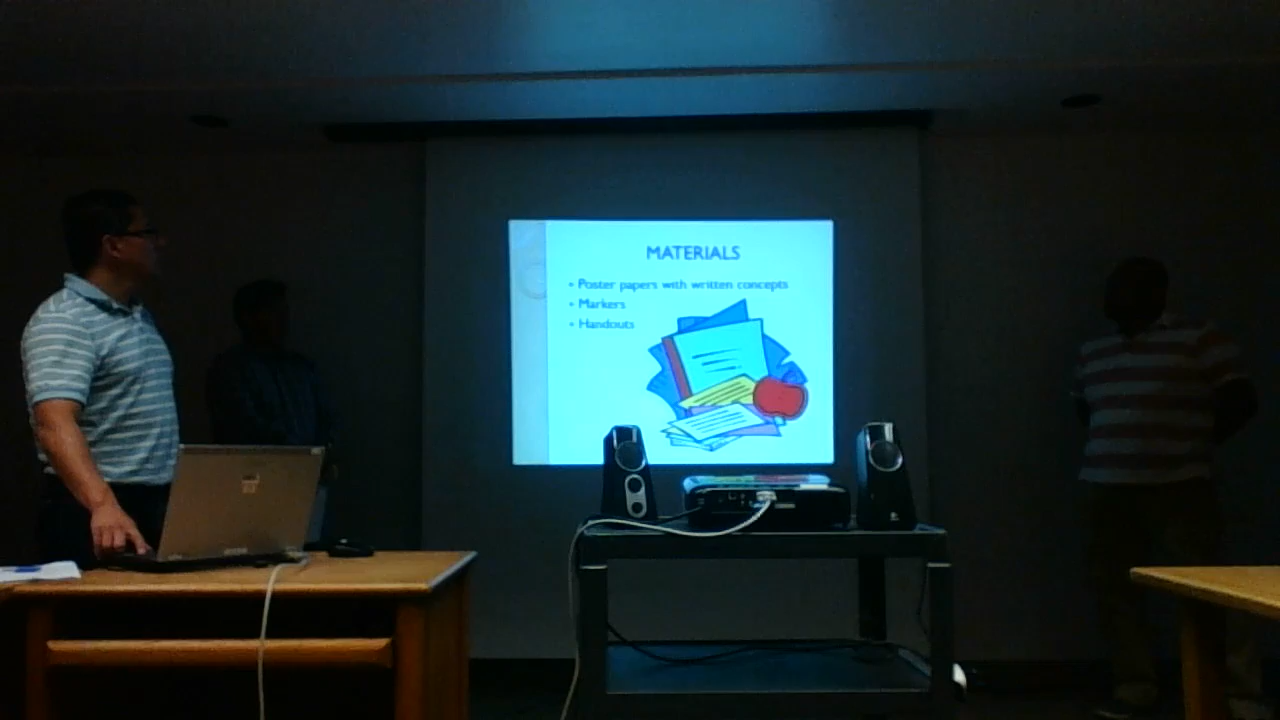 MATERIALS
• Poster papers with written concepts
• Markers
• Handouts